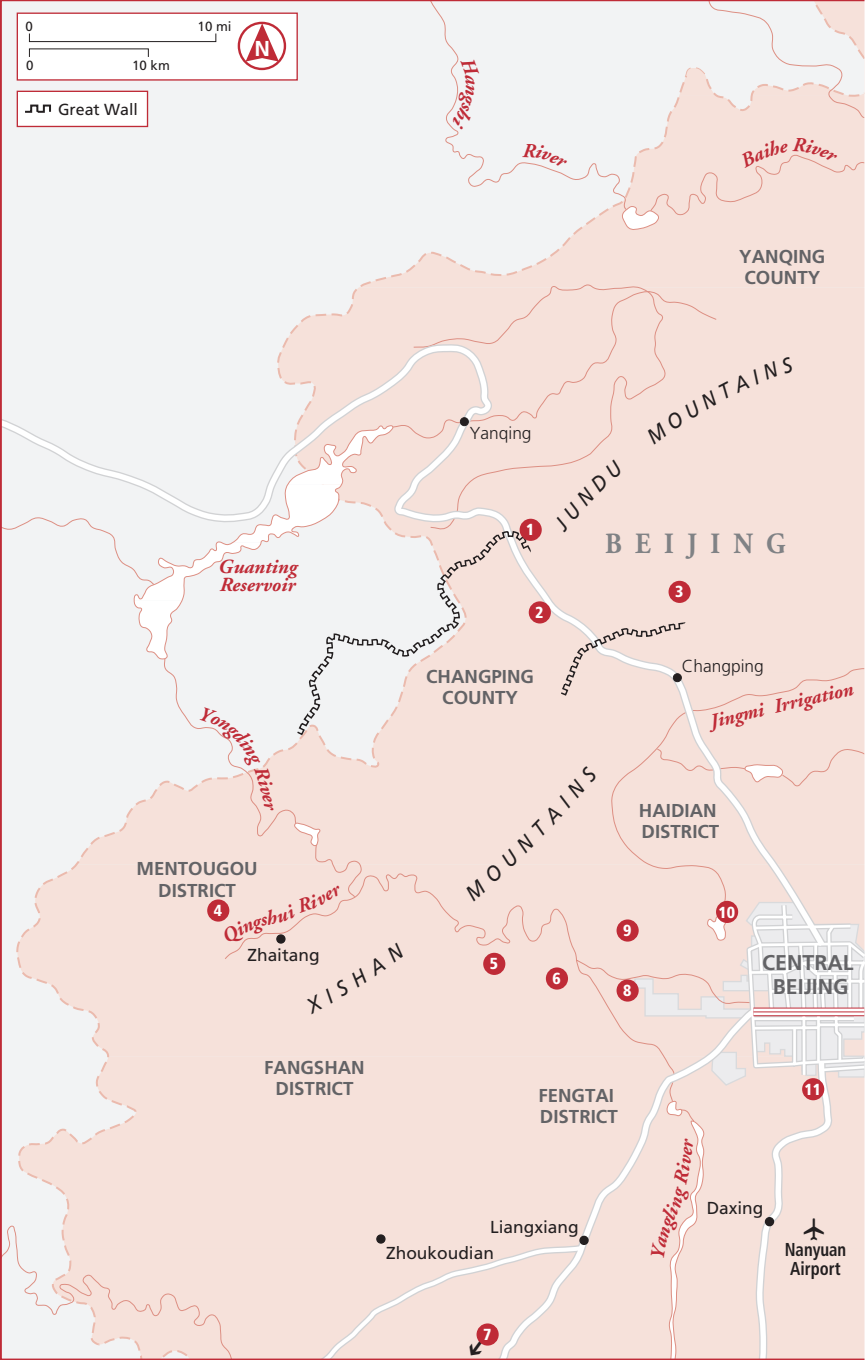 0 10 mi
0 10 km
N
Great Wall
Hangshi
River
Baihe River
YANQING
COUNTY
JUNDU MOUNTAINS
Yanqing
1
BEIJING
Guanting
Reservoir
3
2
Changping
CHANGPING
COUNTY
Jingmi Irrigation
Yongding River
XISHAN MOUNTAINS
HAIDIAN
DISTRICT
MENTOUGOU
DISTRICT
4
Qingshui River
Zhaitang
10
9
5
6
8
CENTRAL
BEIJING
FANGSHAN
DISTRICT
FENGTAI
DISTRICT
11
Yangling River
Daxing
Liangxiang
Zhoukoudian
Nanyuan
Airport
7